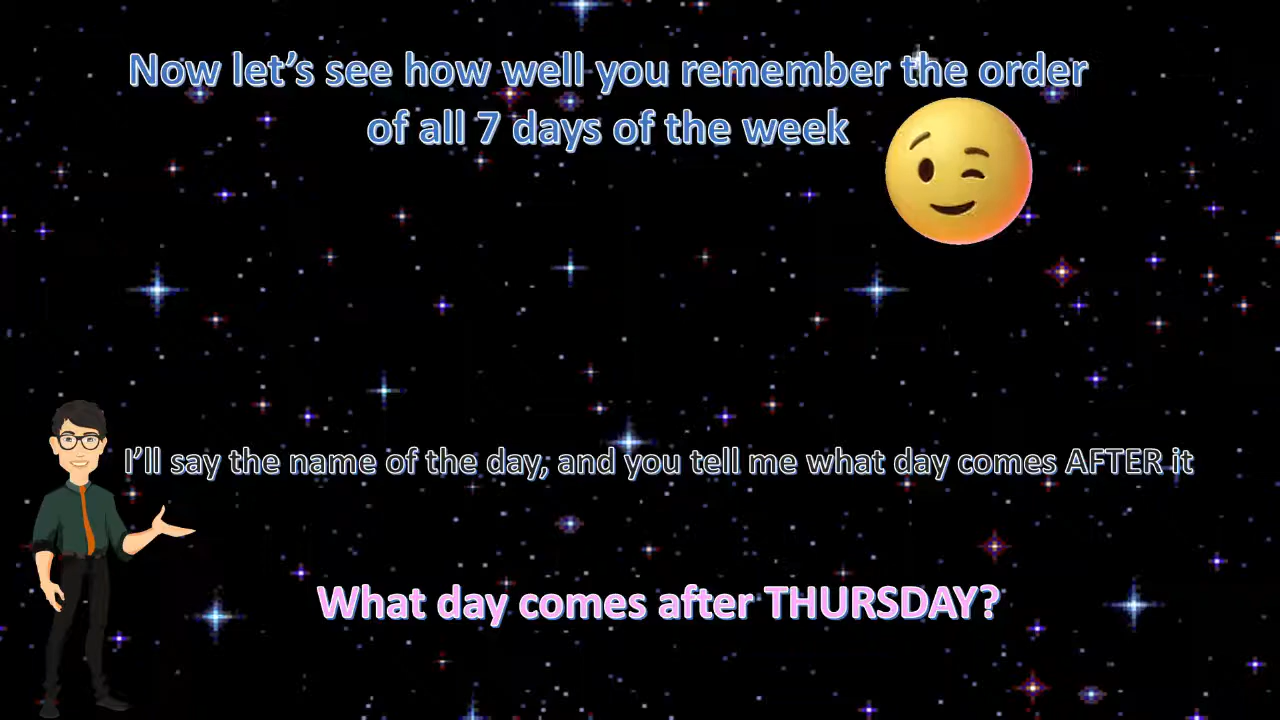 Now let’s see how well you remember the order
of all 7 days of the week
I’ll say the name of the day, and you tell me what day comes AFTER it
What day comes after THURSDAY?